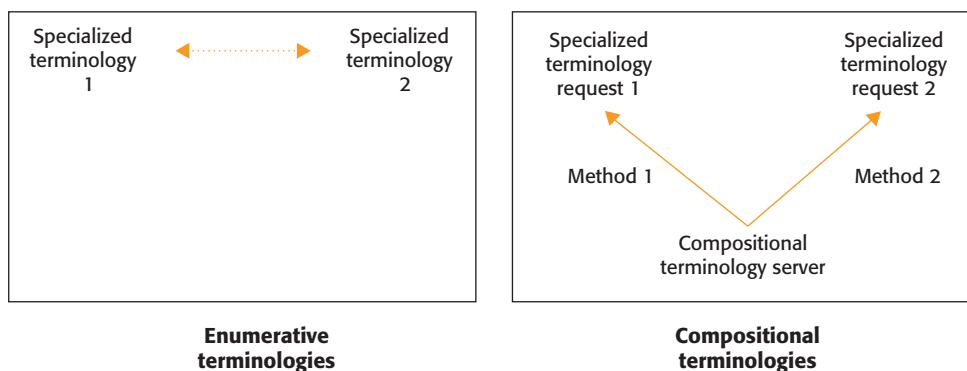 Specialized
terminology
1
Specialized
terminology
2
Enumerative
terminologies
Specialized
terminology
request 1
Specialized
terminology
request 2
Method 1
Method 2
Compositional
terminology server
Compositional
terminologies